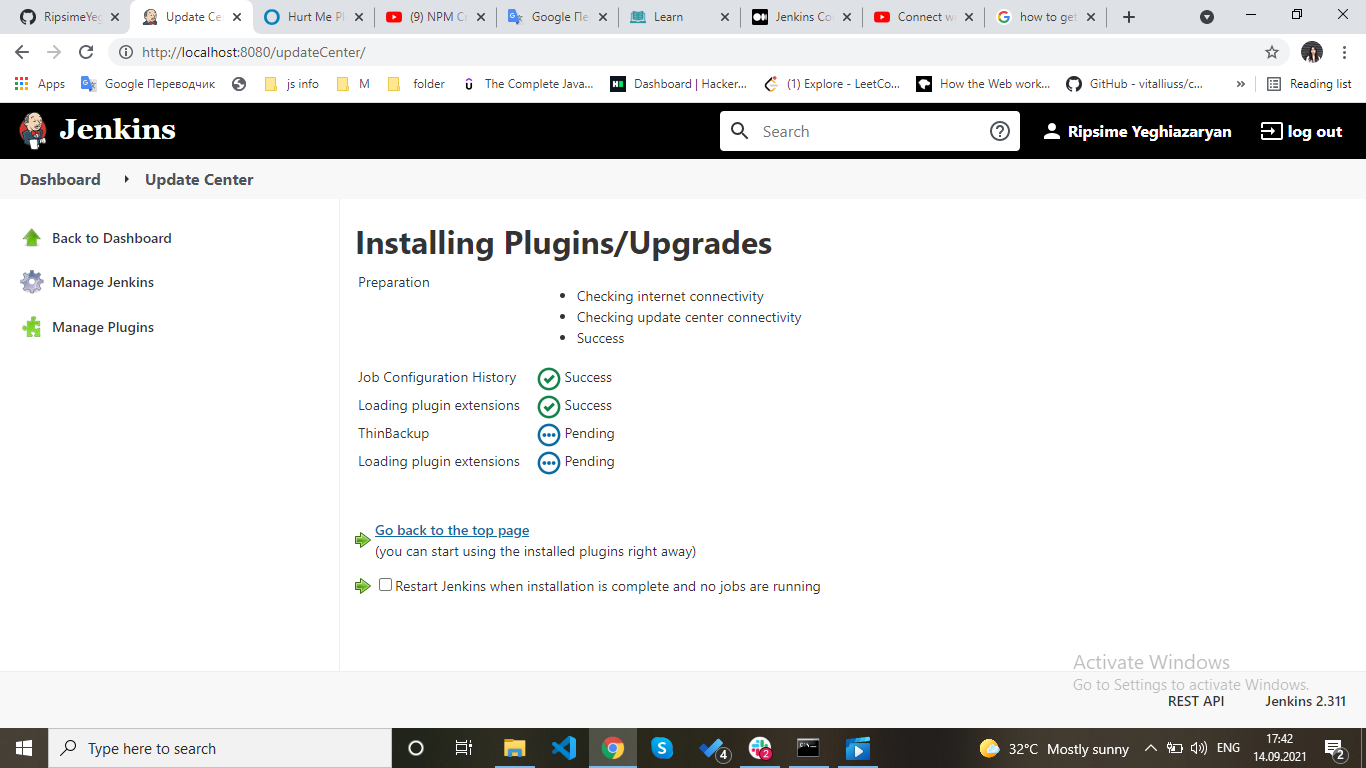 RipsimeYeg
Update Ce
Hurt Me Pl
(9) NPM Cr
Google Пе
Learn
Jenkins Co
Connect w
how to get
http://localhost:8080/updateCenter/
Apps
Google Переводчик
js info
M
folder
The Complete Java...
Dashboard | Hacker...
(1) Explore - LeetCo...
How the Web work...
GitHub - vitalliuss/c...
»
Reading list
Jenkins
Search
Ripsime Yeghiazaryan
log out
Dashboard
Update Center
Back to Dashboard
Manage Jenkins
Manage Plugins
Installing Plugins/Upgrades
Preparation
• Checking internet connectivity
• Checking update center connectivity
• Success
Job Configuration History Success
Loading plugin extensions Success
ThinBackup Pending
Loading plugin extensions Pending
Go back to the top page
(you can start using the installed plugins right away)
Restart Jenkins when installation is complete and no jobs are running
Activate Windows
Go to Settings to activate Windows.
REST API
Jenkins 2.311
Type here to search
4
2
32°C Mostly sunny
ENG
17:42
14.09.2021
2